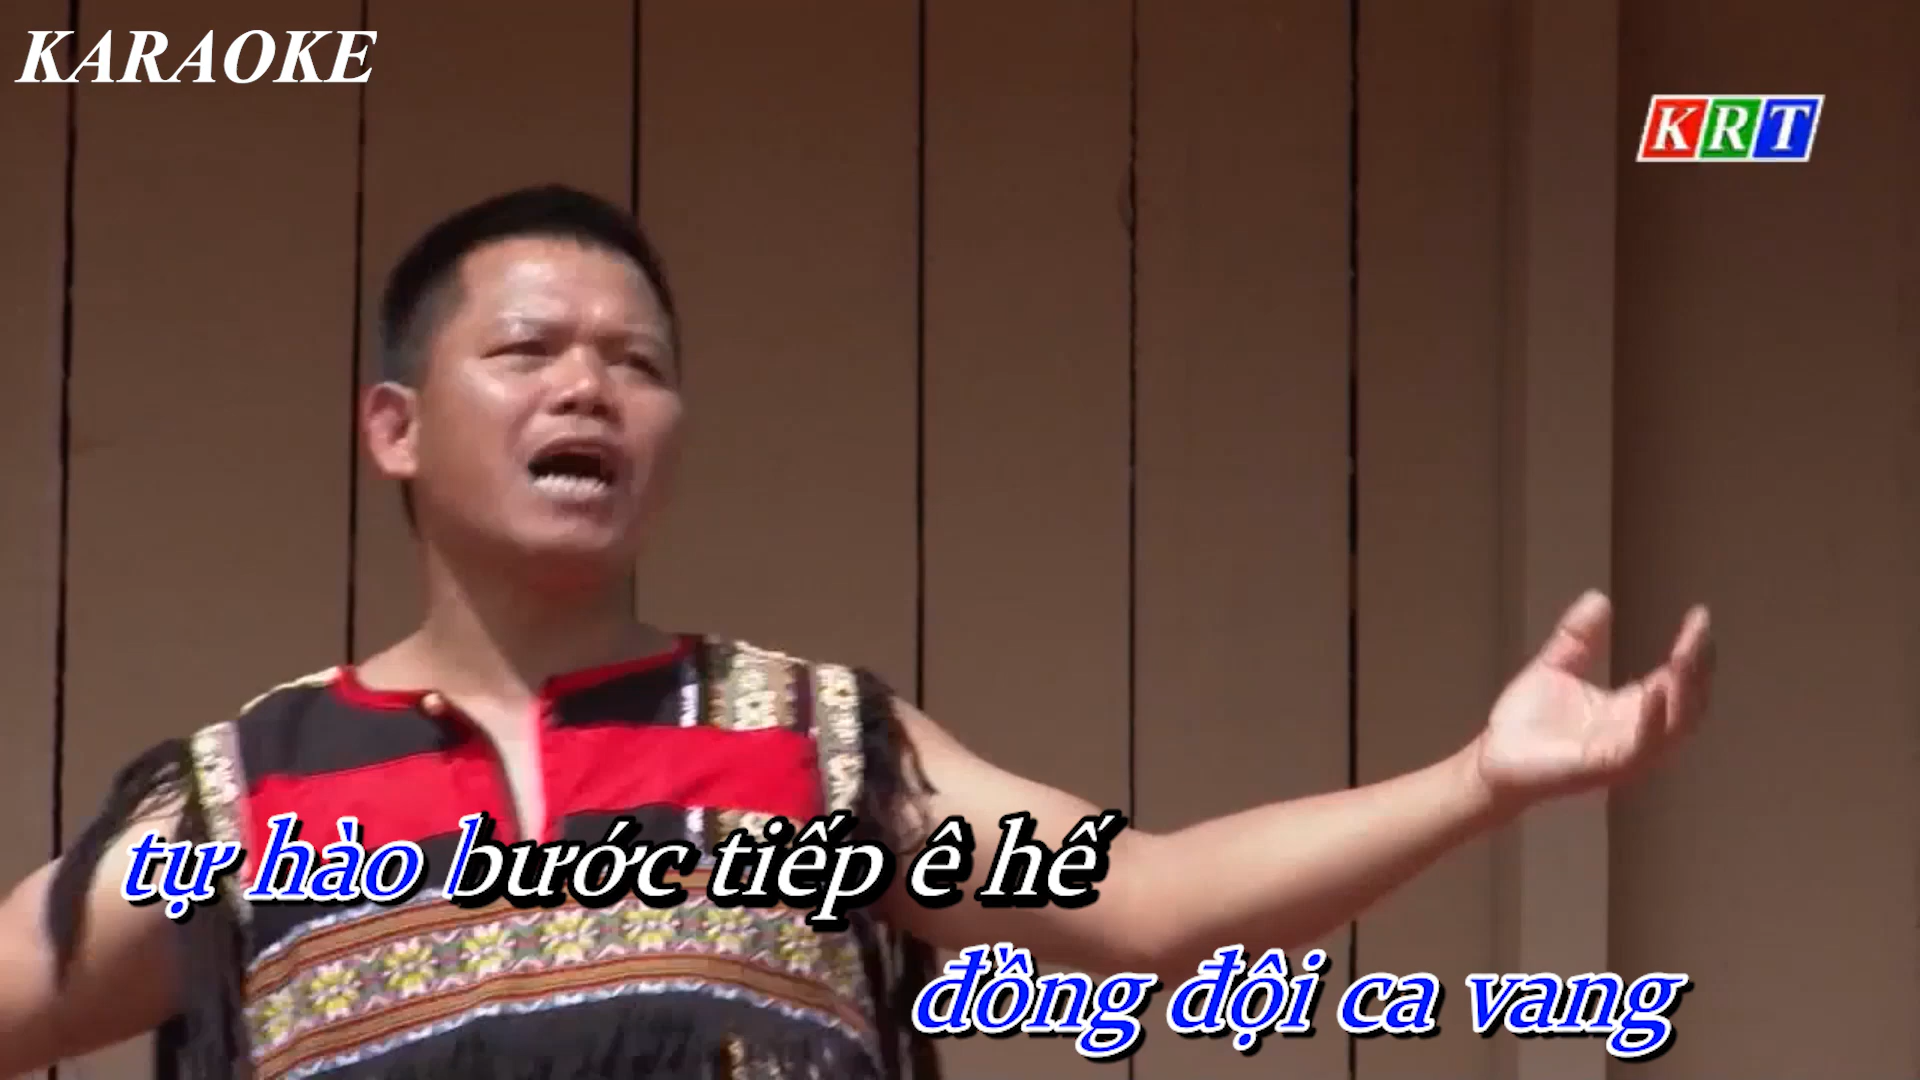 KARAOKE
KRT
tự hào bước tiếp ê hế
đồng đội ca vang